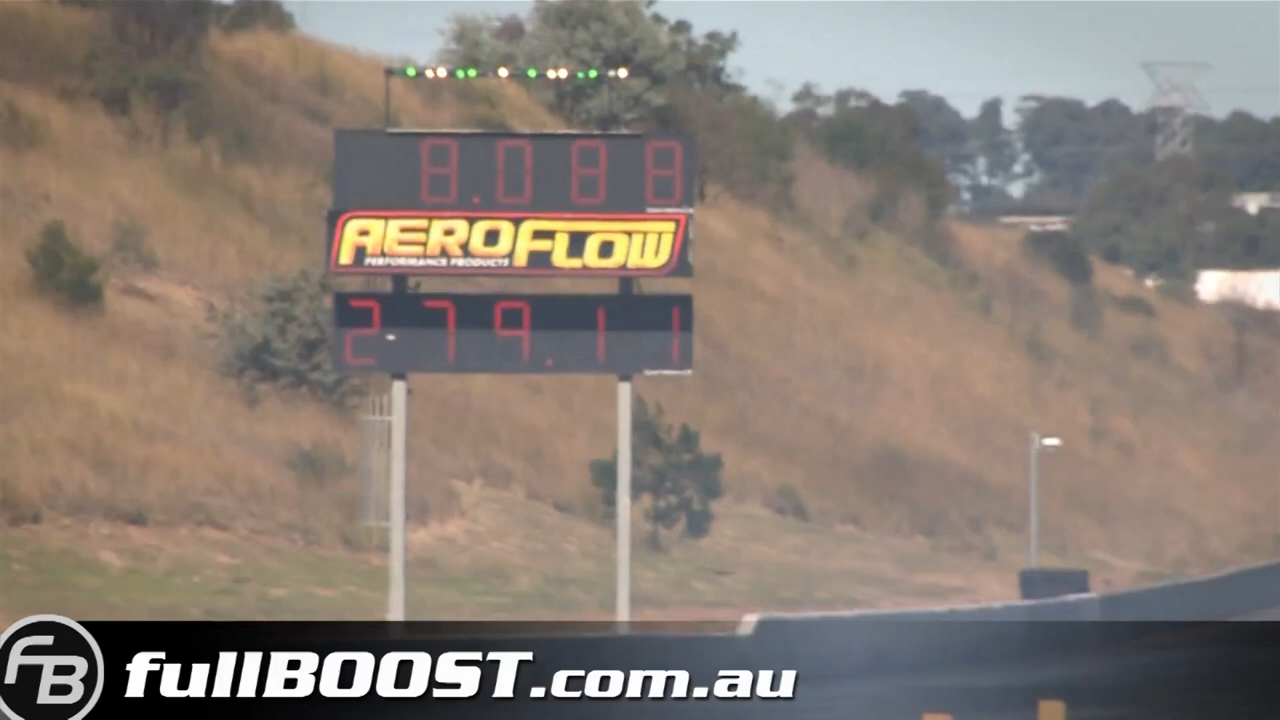 8.088
AEROFLOW
PERFORMANCE PRODUCTS
279.11
FB fullBOOST.com.au